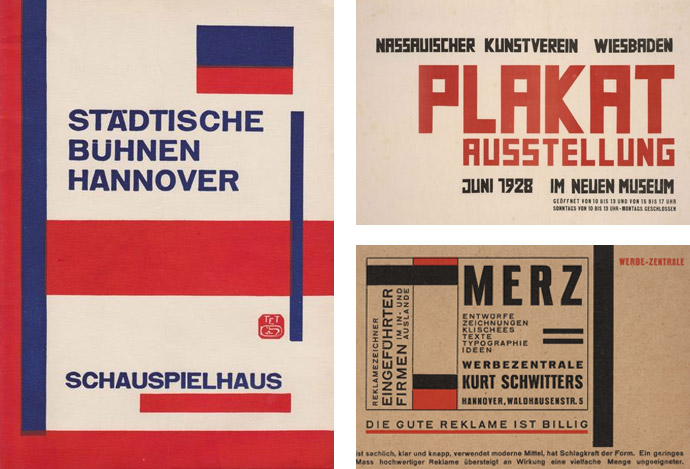 STÄDTISCHE
BÜHNEN
HANNOVER
SCHAUSPIELHAUS
NASSAUISCHER KUNSTVEREIN WIESBADEN
PLAKAT
AUSSTELLUNG
JUNI 1928 IM NEUEN MUSEUM
GEÖFFNET VON 10 BIS 13 UND VON 15 BIS 17 UHR
SONNTAGS VON 10 BIS 13 UHR-MONTAGS GESCHLOSSEN
WERBE-ZENTRALE
REKLAMEZEICHNER
EINGEFÜHRTER
FIRMEN IM IN- UND
AUSLANDE
MERZ
ENTWÜRFE
ZEICHNUNGEN
KLISCHEES
TEXTE
TYPOGRAPHIE
IDEEN
WERBEZENTRALE
KURT SCHWITTERS
HANNOVER, WALDHAUSENSTR. 5
DIE GUTE REKLAME IST BILLIG
ist sachlich, klar und knapp, verwendet moderne Mittel, hat Schlagkraft der Form. Ein geringes
Mass hochwertiger Reklame übersteigt an Wirkung eine vielfache Menge ungeeigneter.